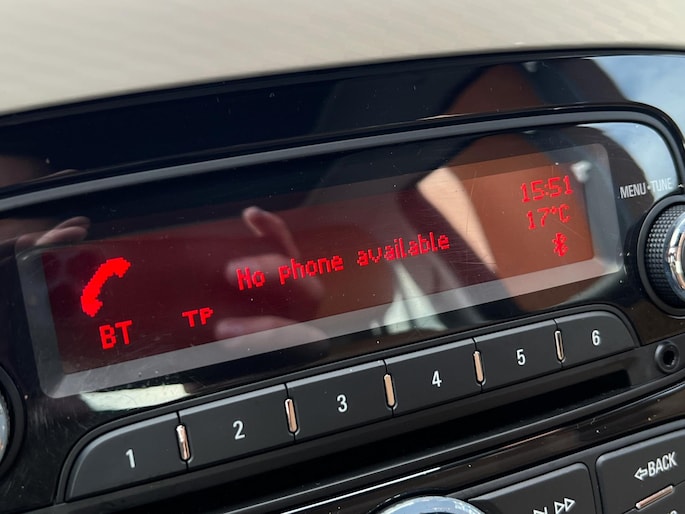 15:51
17°C
No phone available
BT
TP
MENU-TUNE
1
2
3
4
5
6
BACK